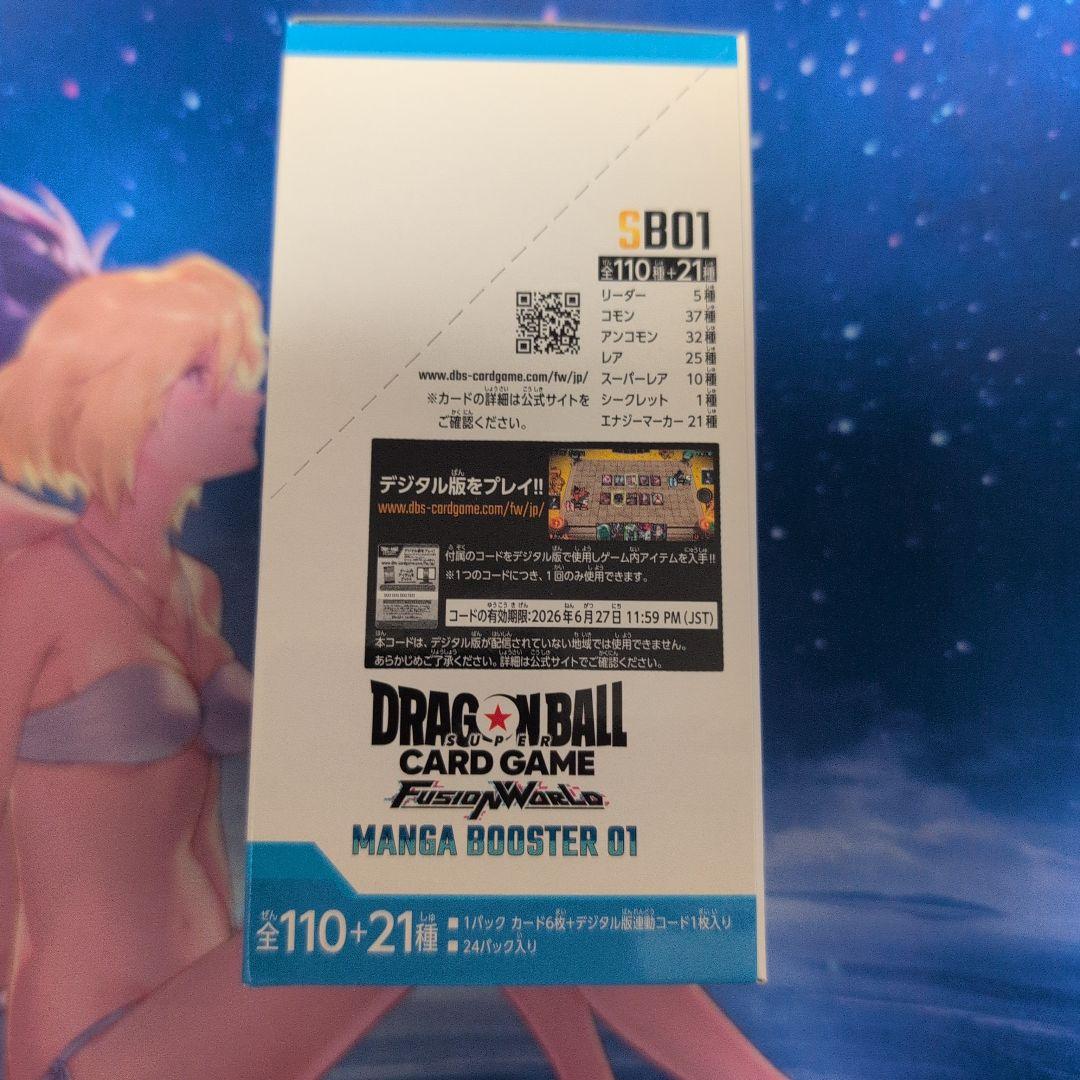 SB01
全110種+21種
リーダー 5種
コモン 37種
アンコモン 32種
レア 25種
スーパーレア 10種
シークレット 1種
エナジーマーカー 21種
www.dbs-cardgame.com/fw/jp/
※カードの詳細は公式サイトを
ご確認ください。
デジタル版をプレイ!!
www.dbs-cardgame.com/fw/jp/
付属のコードをデジタル版で使用しゲーム内アイテムを入手!!
※1つのコードにつき、1回のみ使用できます。
コードの有効期限:2026年6月27日 11:59 PM(JST)
本コードは、デジタル版が配信されていない地域では使用できません。
あらかじめご了承ください。詳細は公式サイトでご確認ください。
DRAGON BALL
SUPER
CARD GAME
FUSION WORLD
MANGA BOOSTER 01
全110+21種
■ 1パック カード6枚+デジタル版連動コード1枚入り
■ 24パック入り